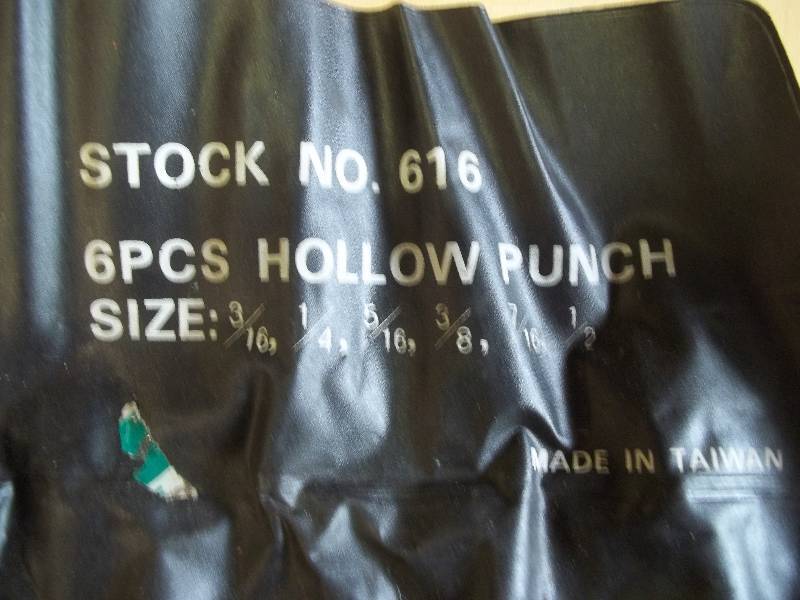 STOCK NO. 616
6PCS HOLLOW PUNCH
SIZE: 3/16, 1/4, 5/16, 3/8, 7/16, 1/2
MADE IN TAIWAN